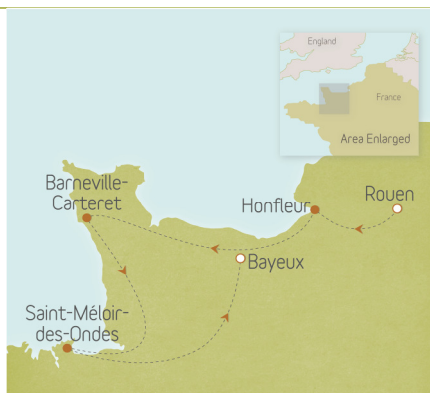 England
France
Area Enlarged
Barneville-
Carteret
Honfleur
Rouen
Bayeux
Saint-Méloir-
des-Ondes